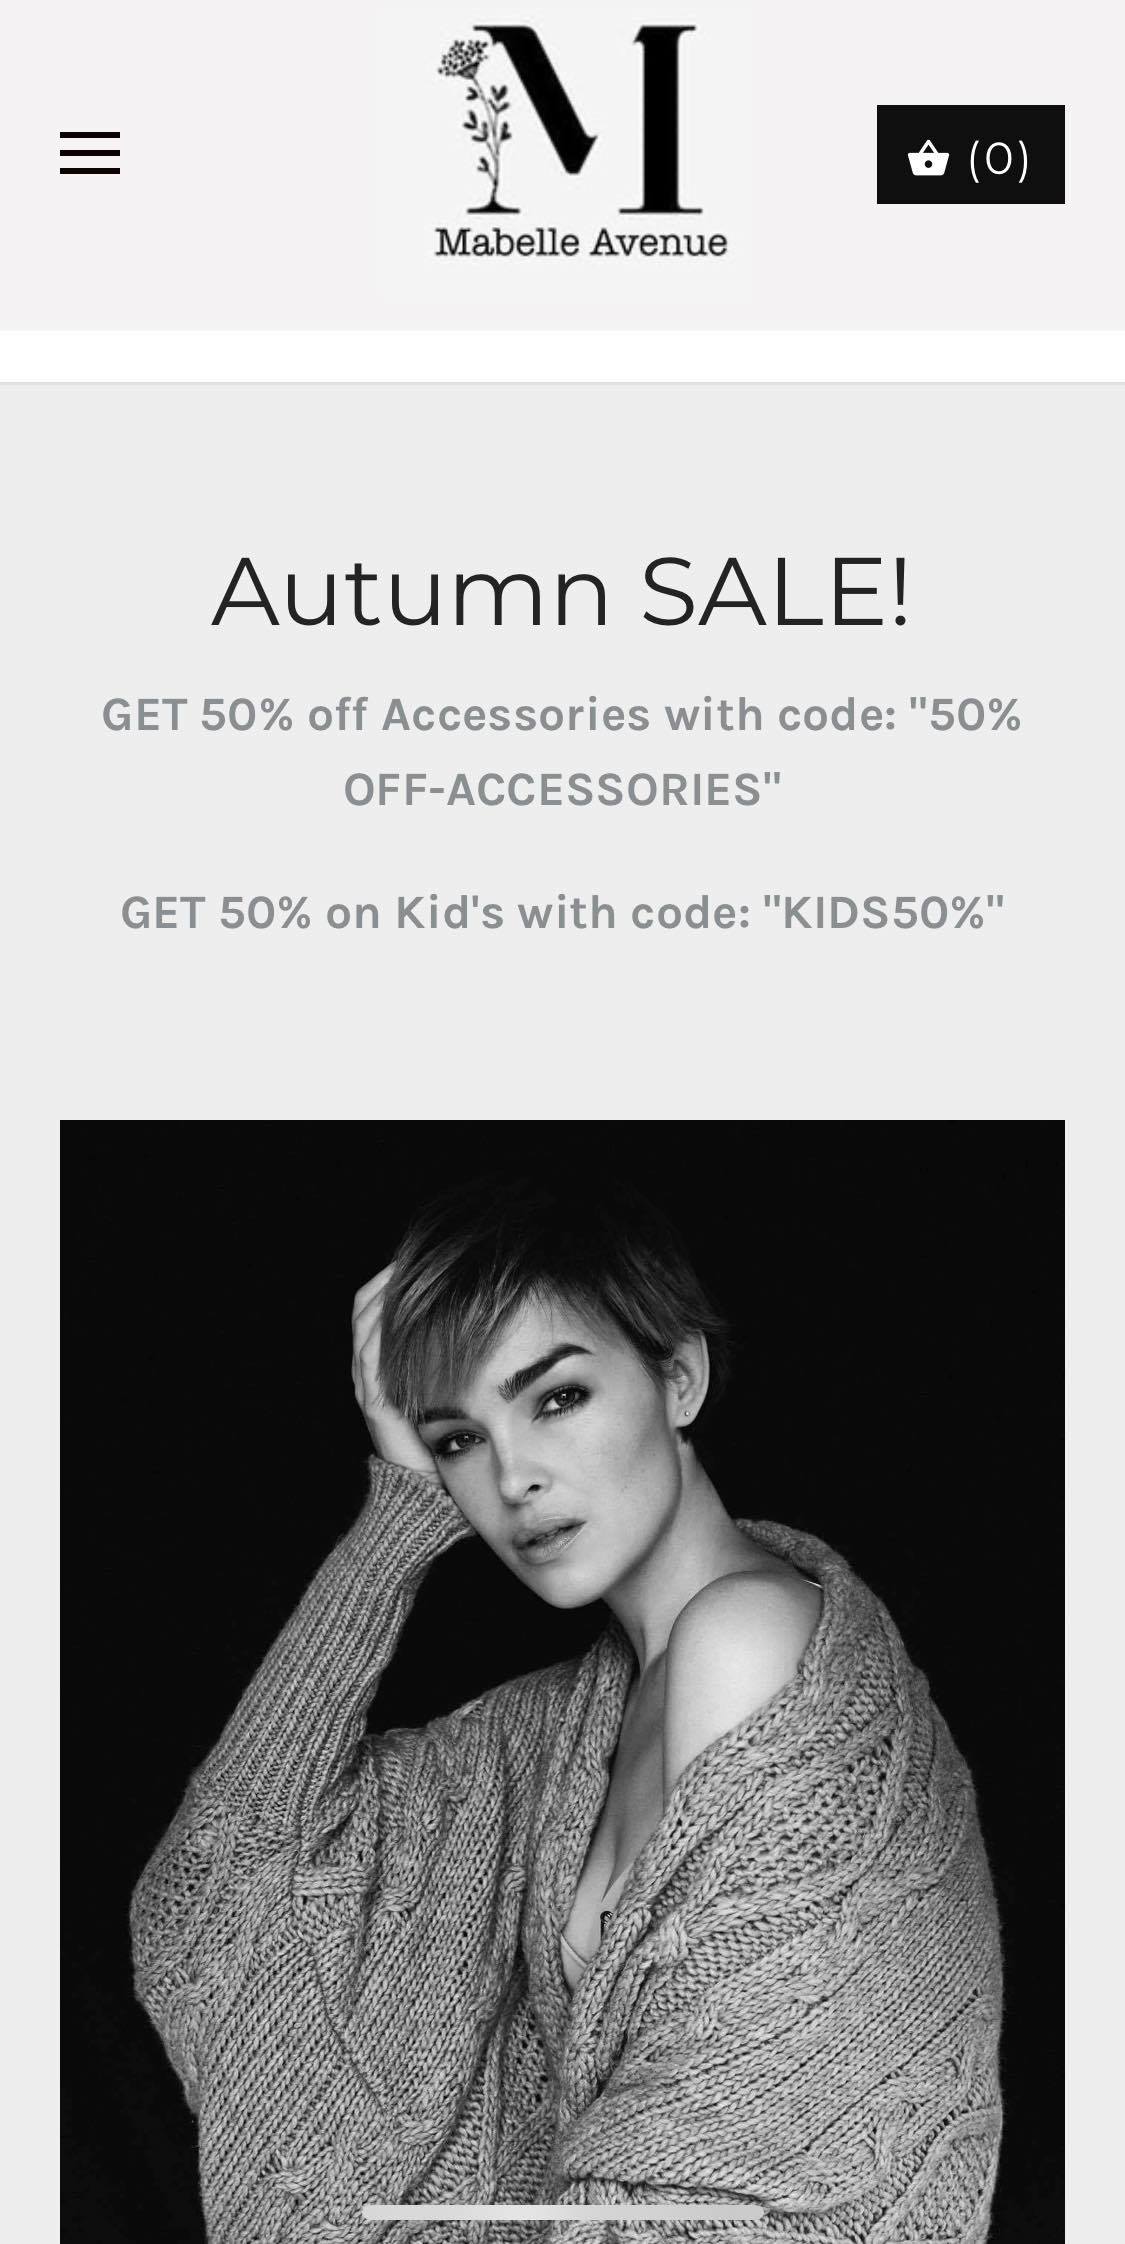 M
Mabelle Avenue
(0)
Autumn SALE!
GET 50% off Accessories with code: "50%
OFF-ACCESSORIES"
GET 50% on Kid's with code: "KIDS50%"